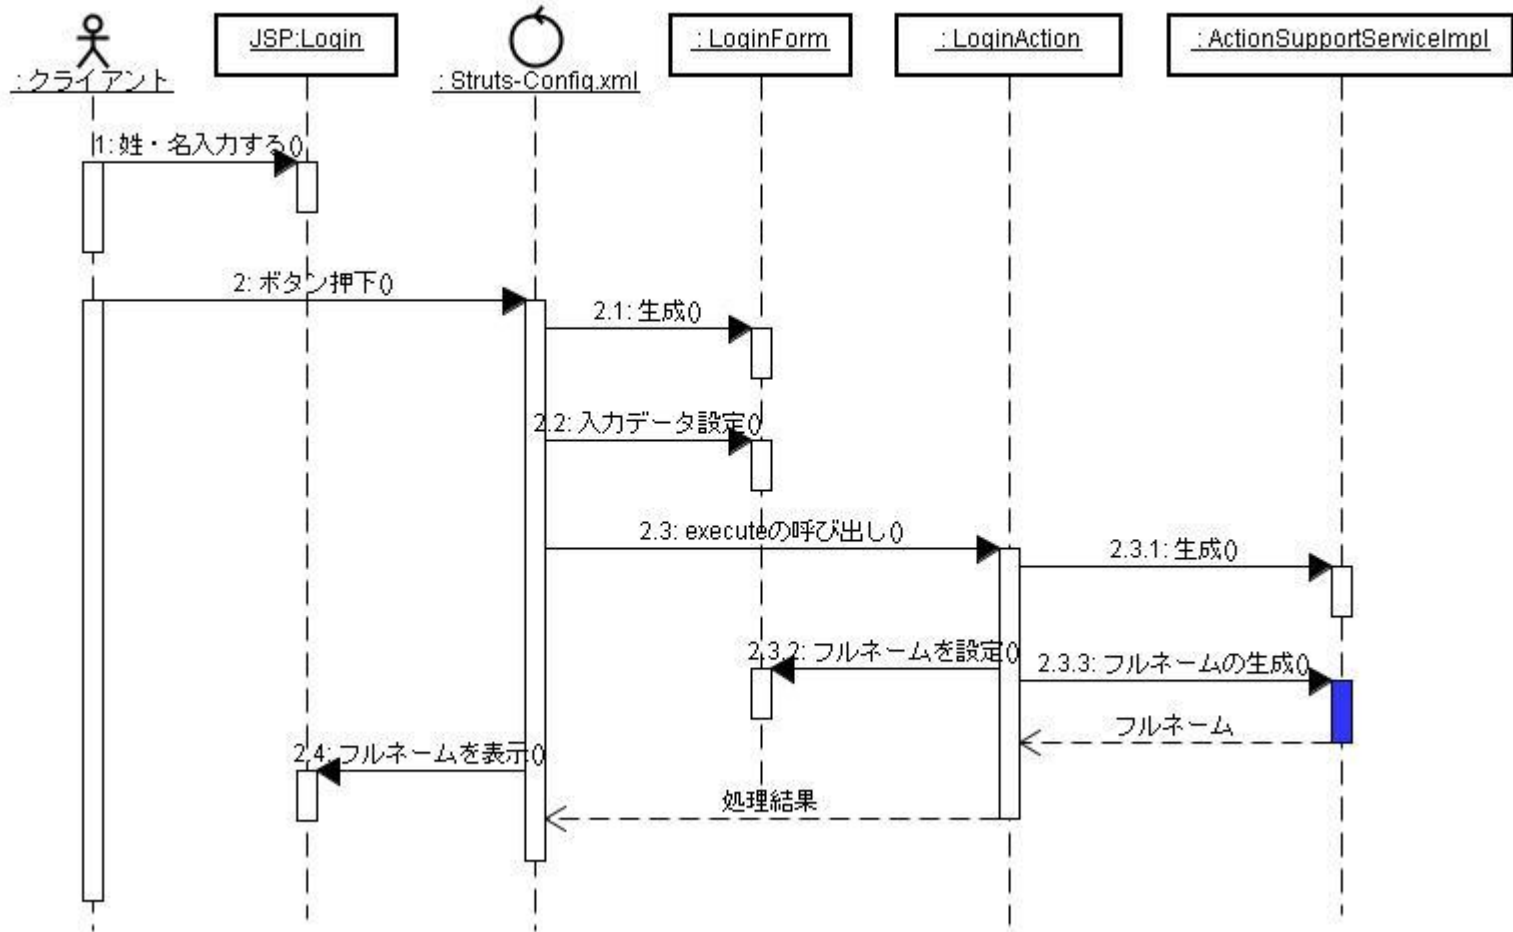 JSP:Login
: LoginForm
: LoginAction
: ActionSupportServiceImpl
: クライアント
: Struts-Config.xml
1: 姓・名入力する()
2: ボタン押下()
2.1: 生成()
2.2: 入力データ設定()
2.3: executeの呼び出し()
2.3.1: 生成()
2.3.2: フルネームを設定()
2.3.3: フルネームの生成()
フルネーム
2.4: フルネームを表示()
処理結果